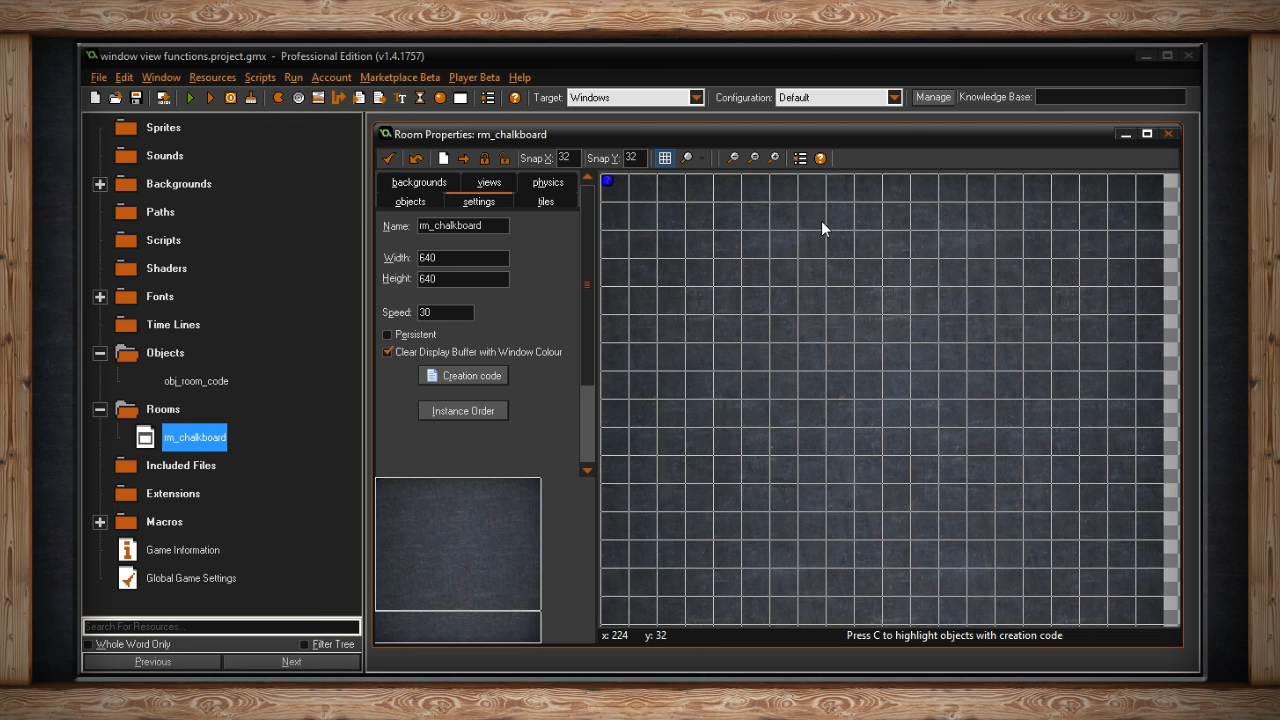 window view functions.project.gmx - Professional Edition (v1.4.1757)
File Edit Window Resources Scripts Run Account Marketplace Beta Player Beta Help
Target: Windows Configuration: Default Manage Knowledge Base:
Sprites
Sounds
Backgrounds
Paths
Scripts
Shaders
Fonts
Time Lines
Objects
obj_room_code
Rooms
rm_chalkboard
Included Files
Extensions
Macros
Game Information
Global Game Settings
Search For Resources...
Whole Word Only Filter Tree
Previous Next
Room Properties: rm_chalkboard
Snap X: 32 Snap Y: 32
backgrounds views physics
objects settings tiles
Name: rm_chalkboard
Width: 640
Height: 640
Speed: 30
Persistent
Clear Display Buffer with Window Colour
Creation code
Instance Order
x: 224 y: 32 Press C to highlight objects with creation code